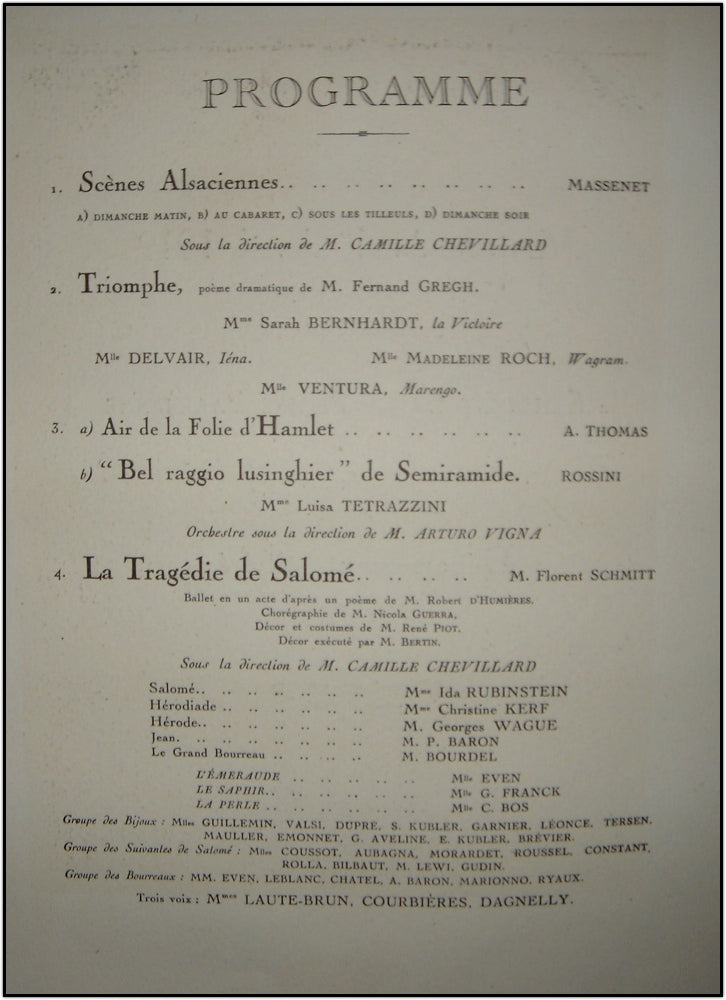 PROGRAMME
1. Scènes Alsaciennes.. .. .. .. .. .. .. MASSENET
A) DIMANCHE MATIN, B) AU CABARET, C) SOUS LES TILLEULS, D) DIMANCHE SOIR
Sous la direction de M. CAMILLE CHEVILLARD
2. Triomphe, poème dramatique de M. Fernand GREGH.
Mme Sarah BERNHARDT, la Victoire
Mlle DELVAIR, Iéna. Mlle MADELEINE ROCH, Wagram.
Mlle VENTURA, Marengo.
3. a) Air de la Folie d'Hamlet .. .. .. .. .. A. THOMAS
b) “Bel raggio lusinghier” de Semiramide. ROSSINI
Mme Luisa TETRAZZINI
Orchestre sous la direction de M. ARTURO VIGNA
4. La Tragédie de Salomé.. .. .. .. M. Florent SCHMITT
Ballet en un acte d'après un poème de M. Robert D'HUMIÈRES.
Chorégraphie de M. Nicola GUERRA.
Décor et costumes de M. René PIOT.
Décor exécuté par M. BERTIN.
Sous la direction de M. CAMILLE CHEVILLARD
Salomé.. .. .. .. .. .. .. Mme Ida RUBINSTEIN
Hérodiade .. .. .. .. .. .. Mme Christine KERF
Hérode.. .. .. .. .. .. .. M. Georges WAGUE
Jean. .. .. .. .. .. .. .. M. P. BARON
Le Grand Bourreau .. .. .. .. M. BOURDEL
L'ÉMERAUDE .. .. .. .. .. .. Mlle EVEN
LE SAPHIR.. .. .. .. .. .. Mlle G. FRANCK
LA PERLE .. .. .. .. .. .. Mlle C. BOS
Groupe des Bijoux : Mlles GUILLEMIN, VALSI, DUPRÉ, S. KUBLER, GARNIER, LÉONCE, TERSEN,
MAULLER, EMONNET, G. AVELINE, E. KUBLER, BRÉVIER.
Groupe des Suivantes de Salomé : Mlles COUSSOT, AUBAGNA, MORARDET, ROUSSEL, CONSTANT,
ROLLA, BILBAUT, M. LEWI, GUDIN.
Groupe des Bourreaux : MM. EVEN, LEBLANC, CHATEL, A. BARON, MARIONNO, RYAUX.
Trois voix : Mmes LAUTE-BRUN, COURBIÈRES, DAGNELLY.